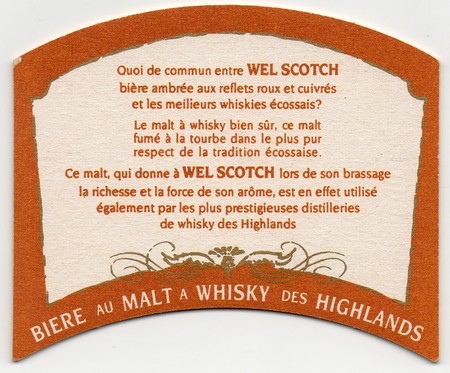 Quoi de commun entre WEL SCOTCH
bière ambrée aux reflets roux et cuivrés
et les meilleurs whiskies écossais?
Le malt à whisky bien sûr, ce malt
fumé à la tourbe dans le plus pur
respect de la tradition écossaise.
Ce malt, qui donne à WEL SCOTCH lors de son brassage
la richesse et la force de son arôme, est en effet utilisé
également par les plus prestigieuses distilleries
de whisky des Highlands
BIERE AU MALT A WHISKY DES HIGHLANDS